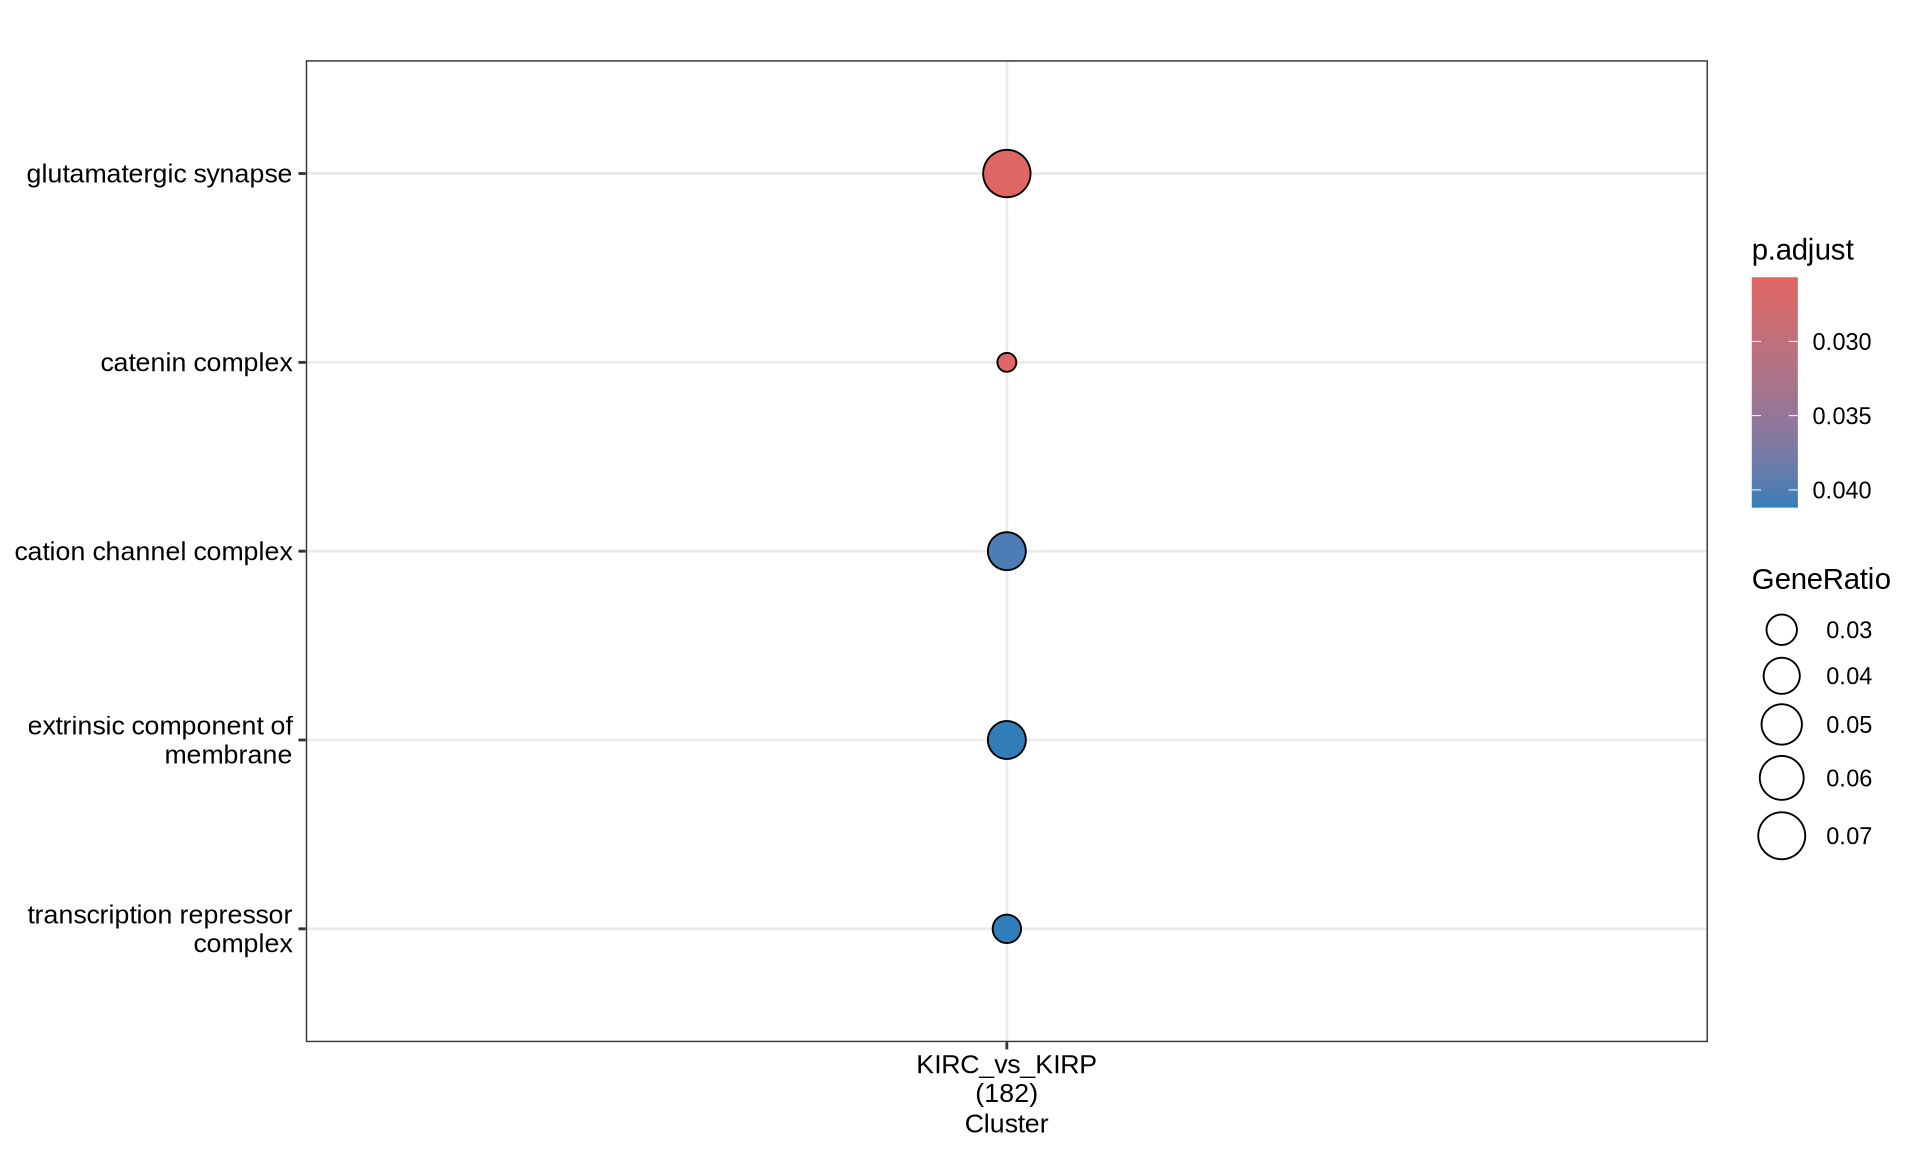 glutamatergic synapse
catenin complex
cation channel complex
extrinsic component of
membrane
transcription repressor
complex
KIRC_vs_KIRP
(182)
Cluster
p.adjust
0.030
0.035
0.040
GeneRatio
0.03
0.04
0.05
0.06
0.07